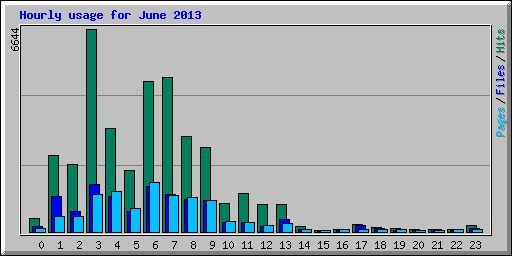 Hourly usage for June 2013
6644
Pages / Files / Hits
0 1 2 3 4 5 6 7 8 9 10 11 12 13 14 15 16 17 18 19 20 21 22 23